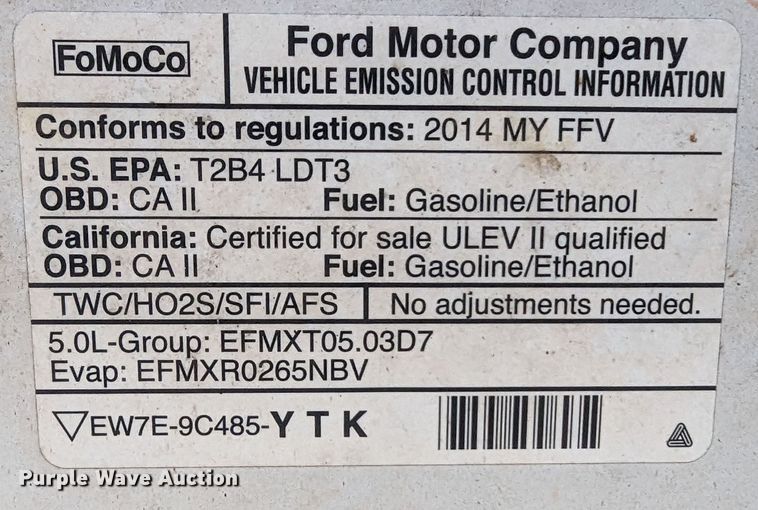 FoMoCo
Ford Motor Company
VEHICLE EMISSION CONTROL INFORMATION
Conforms to regulations: 2014 MY FFV
U.S. EPA: T2B4 LDT3
OBD: CA II Fuel: Gasoline/Ethanol
California: Certified for sale ULEV II qualified
OBD: CA II Fuel: Gasoline/Ethanol
TWC/HO2S/SFI/AFS No adjustments needed.
5.0L-Group: EFMXT05.03D7
Evap: EFMXR0265NBV
EW7E-9C485-Y T K
Purple Wave Auction